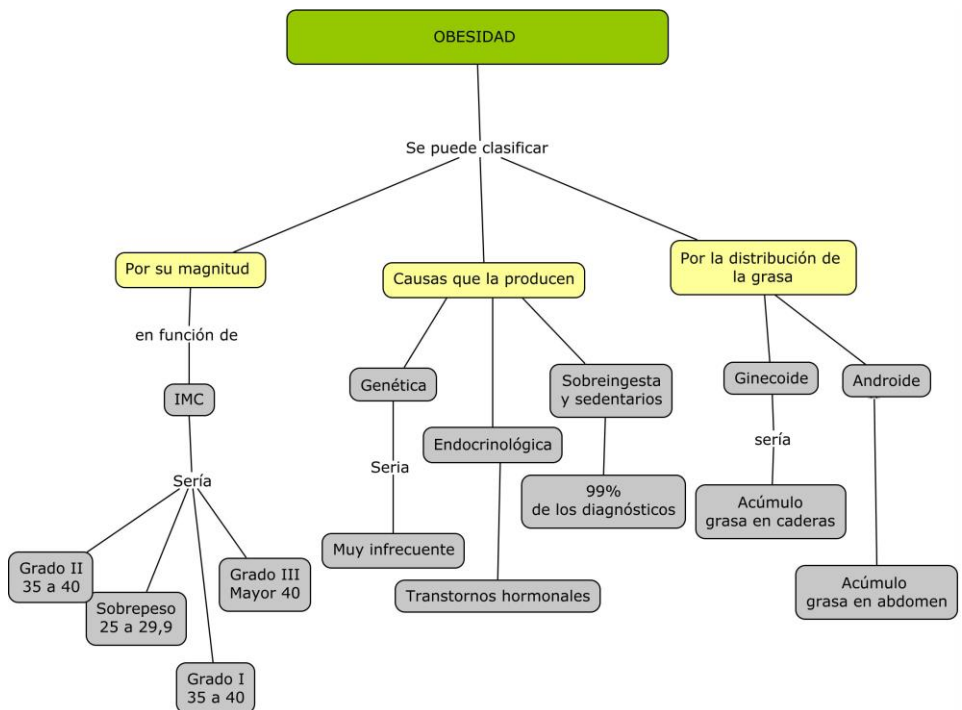 OBESIDAD
Se puede clasificar
Por su magnitud
en función de
IMC
Sería
Grado II
35 a 40
Sobrepeso
25 a 29,9
Grado I
35 a 40
Grado III
Mayor 40
Causas que la producen
Genética
Seria
Muy infrecuente
Endocrinológica
Transtornos hormonales
Sobreingesta
y sedentarios
99%
de los diagnósticos
Por la distribución de
la grasa
Ginecoide
sería
Acúmulo
grasa en caderas
Androide
Acúmulo
grasa en abdomen